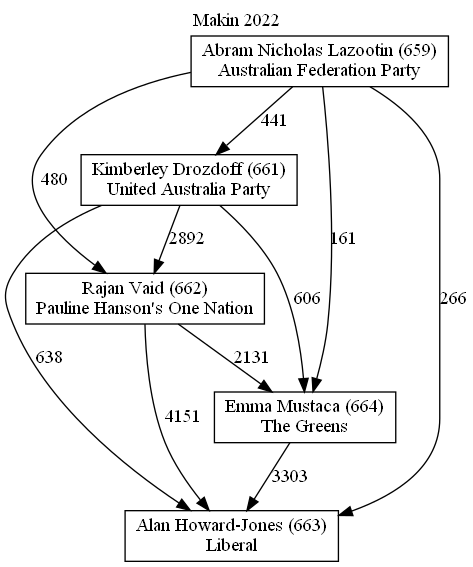 Makin 2022
Abram Nicholas Lazootin (659)
Australian Federation Party
441
Kimberley Drozdoff (661)
United Australia Party
480
2892
161
Rajan Vaid (662)
Pauline Hanson's One Nation
606
266
638
2131
4151
Emma Mustaca (664)
The Greens
3303
Alan Howard-Jones (663)
Liberal